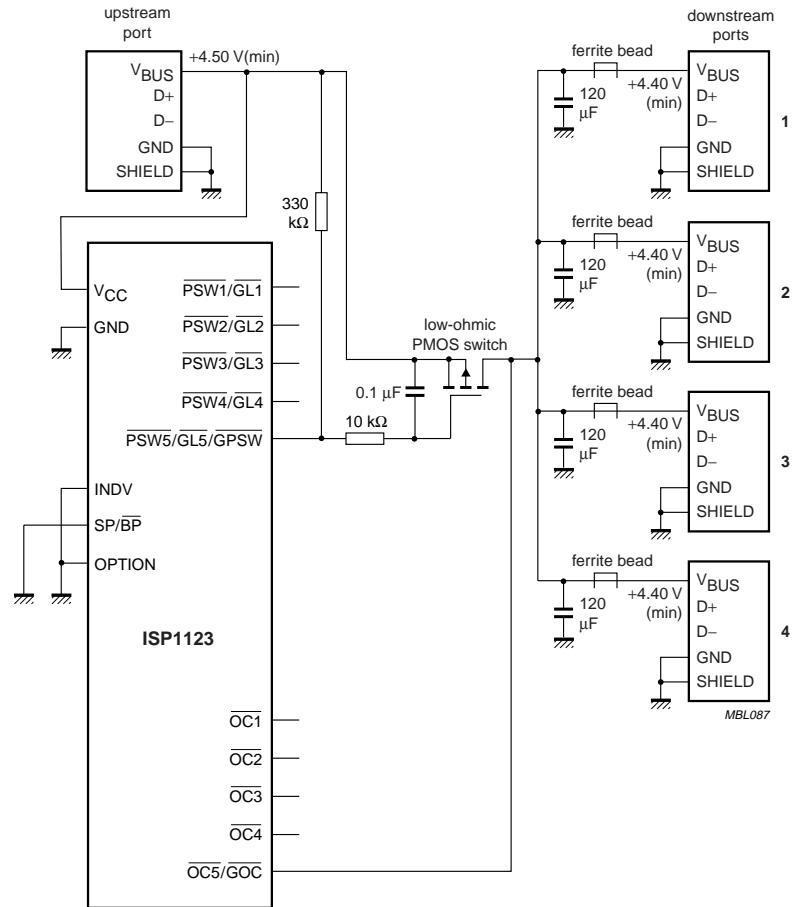 upstream
port
+4.50 V(min)
VBUS
D+
D−
GND
SHIELD
330
kΩ
VCC
GND
PSW1/GL1
PSW2/GL2
PSW3/GL3
PSW4/GL4
PSW5/GL5/GPSW
INDV
SP/BP
OPTION
ISP1123
OC1
OC2
OC3
OC4
OC5/GOC
low-ohmic
PMOS switch
0.1 μF
10 kΩ
downstream
ports
ferrite bead
+4.40 V
(min)
120
μF
VBUS
D+
D−
GND
SHIELD
1
ferrite bead
+4.40 V
(min)
120
μF
VBUS
D+
D−
GND
SHIELD
2
ferrite bead
+4.40 V
(min)
120
μF
VBUS
D+
D−
GND
SHIELD
3
ferrite bead
+4.40 V
(min)
120
μF
VBUS
D+
D−
GND
SHIELD
4
MBL087